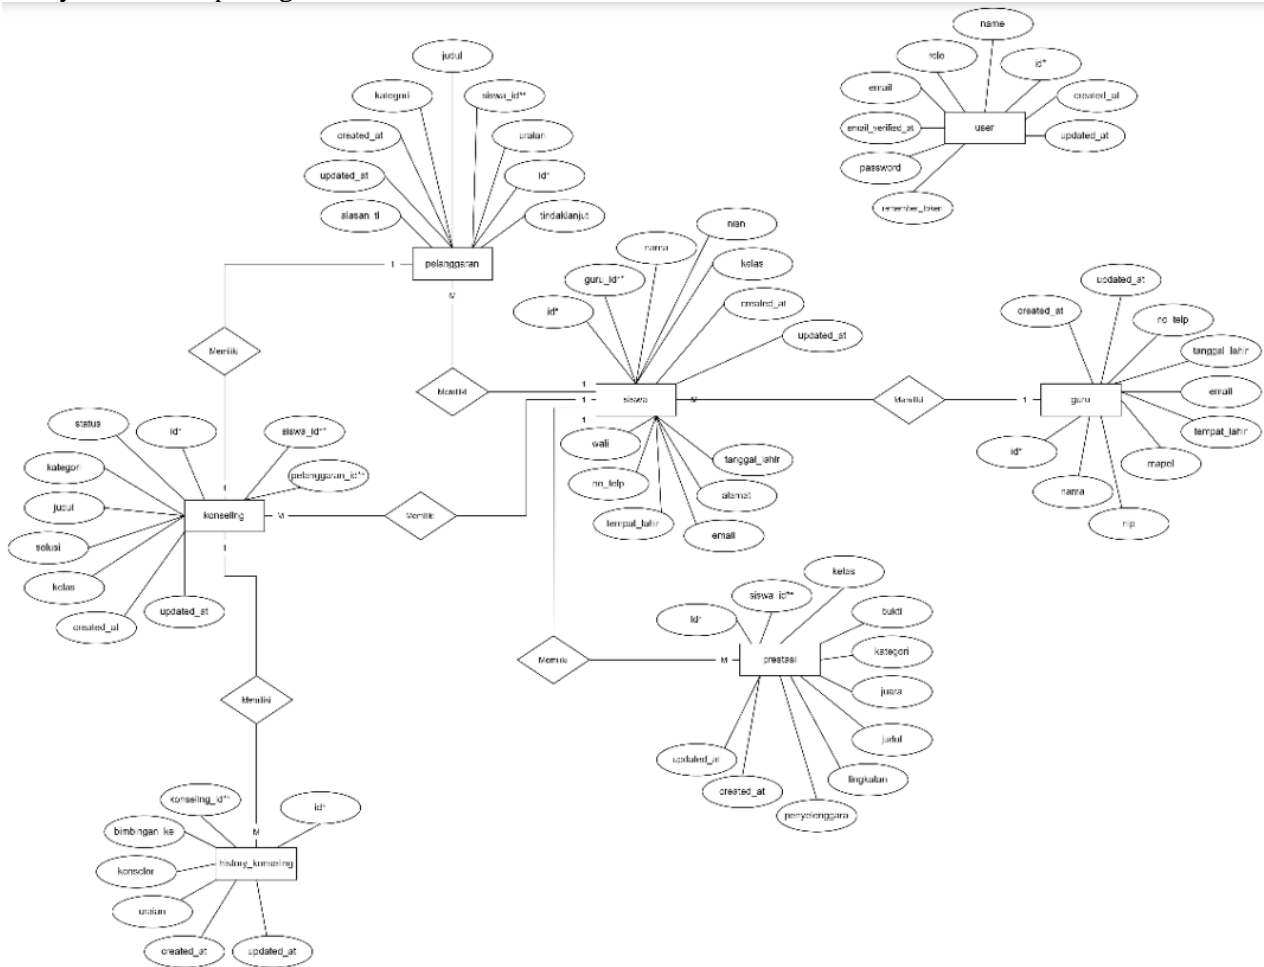 name
role
id*
email
created_at
email_verified_at
user
updated_at
password
remember_token
judul
kategori
siswa_id**
created_at
uraian
updated_at
id*
alasan_tl
tindaklanjut
pelanggaran
1
M
Memiliki
Memiliki
nama
kelas
guru_id**
id*
created_at
updated_at
1
1
1
siswa
M
Memiliki
1
guru
updated_at
created_at
no_telp
tanggal_lahir
email
tempat_lahir
mapel
id*
nama
nip
wali
no_telp
tempat_lahir
tanggal_lahir
alamat
email
status
id*
siswa_id**
kategori
pelanggaran_id**
judul
1
konseling
M
Memiliki
solusi
1
kelas
created_at
updated_at
kelas
siswa_id**
id*
bukti
kategori
Memiliki
M
prestasi
juara
judul
updated_at
created_at
tingkatan
penyelenggara
Memiliki
konseling_id**
id*
bimbingan_ke
M
history_konseling
konselor
uraian
created_at
updated_at